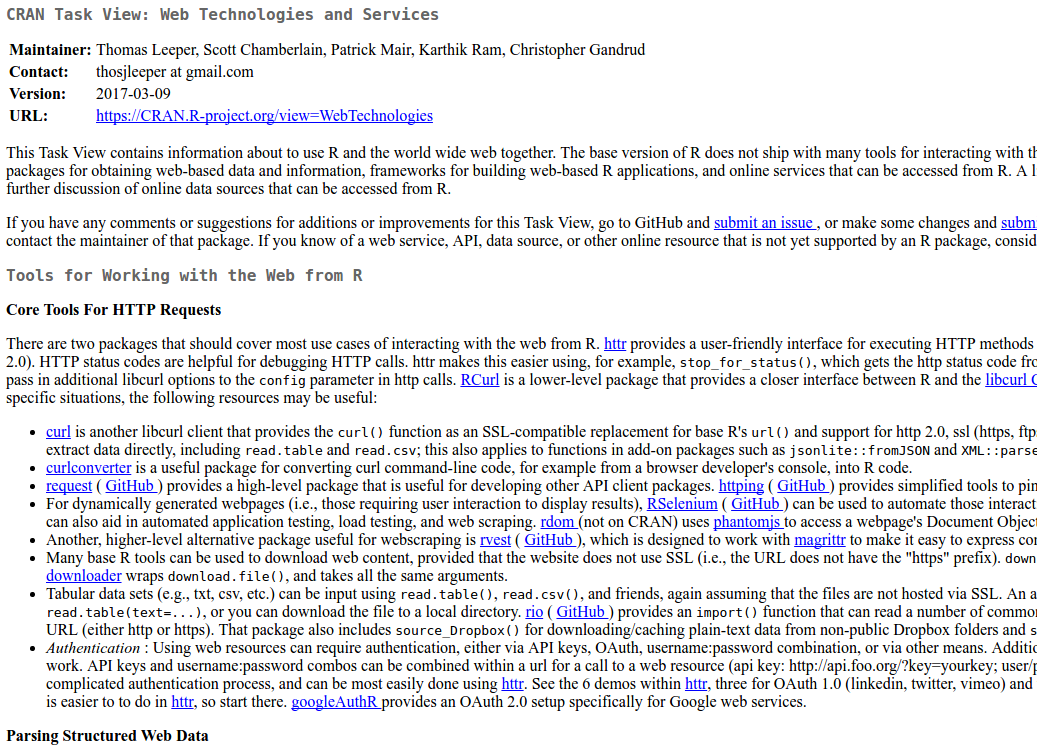 CRAN Task View: Web Technologies and Services
Maintainer: Thomas Leeper, Scott Chamberlain, Patrick Mair, Karthik Ram, Christopher Gandrud
Contact: thosjleeper at gmail.com
Version: 2017-03-09
URL: https://CRAN.R-project.org/view=WebTechnologies
This Task View contains information about to use R and the world wide web together. The base version of R does not ship with many tools for interacting with th
packages for obtaining web-based data and information, frameworks for building web-based R applications, and online services that can be accessed from R. A li
further discussion of online data sources that can be accessed from R.
If you have any comments or suggestions for additions or improvements for this Task View, go to GitHub and submit an issue , or make some changes and submi
contact the maintainer of that package. If you know of a web service, API, data source, or other online resource that is not yet supported by an R package, consid
Tools for Working with the Web from R
Core Tools For HTTP Requests
There are two packages that should cover most use cases of interacting with the web from R. httr provides a user-friendly interface for executing HTTP methods
2.0). HTTP status codes are helpful for debugging HTTP calls. httr makes this easier using, for example, stop_for_status(), which gets the http status code fro
pass in additional libcurl options to the config parameter in http calls. RCurl is a lower-level package that provides a closer interface between R and the libcurl C
specific situations, the following resources may be useful:
• curl is another libcurl client that provides the curl() function as an SSL-compatible replacement for base R's url() and support for http 2.0, ssl (https, ftp
extract data directly, including read.table and read.csv; this also applies to functions in add-on packages such as jsonlite::fromJSON and XML::parse
• curlconverter is a useful package for converting curl command-line code, for example from a browser developer's console, into R code.
• request ( GitHub ) provides a high-level package that is useful for developing other API client packages. httping ( GitHub ) provides simplified tools to pin
• For dynamically generated webpages (i.e., those requiring user interaction to display results), RSelenium ( GitHub ) can be used to automate those interact
can also aid in automated application testing, load testing, and web scraping. rdom (not on CRAN) uses phantomjs to access a webpage's Document Object
• Another, higher-level alternative package useful for webscraping is rvest ( GitHub ), which is designed to work with magrittr to make it easy to express con
• Many base R tools can be used to download web content, provided that the website does not use SSL (i.e., the URL does not have the "https" prefix). down
downloader wraps download.file(), and takes all the same arguments.
• Tabular data sets (e.g., txt, csv, etc.) can be input using read.table(), read.csv(), and friends, again assuming that the files are not hosted via SSL. An a
read.table(text=...), or you can download the file to a local directory. rio ( GitHub ) provides an import() function that can read a number of commo
URL (either http or https). That package also includes source_Dropbox() for downloading/caching plain-text data from non-public Dropbox folders and s
• Authentication : Using web resources can require authentication, either via API keys, OAuth, username:password combination, or via other means. Additio
work. API keys and username:password combos can be combined within a url for a call to a web resource (api key: http://api.foo.org/?key=yourkey; user/p
complicated authentication process, and can be most easily done using httr. See the 6 demos within httr, three for OAuth 1.0 (linkedin, twitter, vimeo) and
is easier to to do in httr, so start there. googleAuthR provides an OAuth 2.0 setup specifically for Google web services.
Parsing Structured Web Data